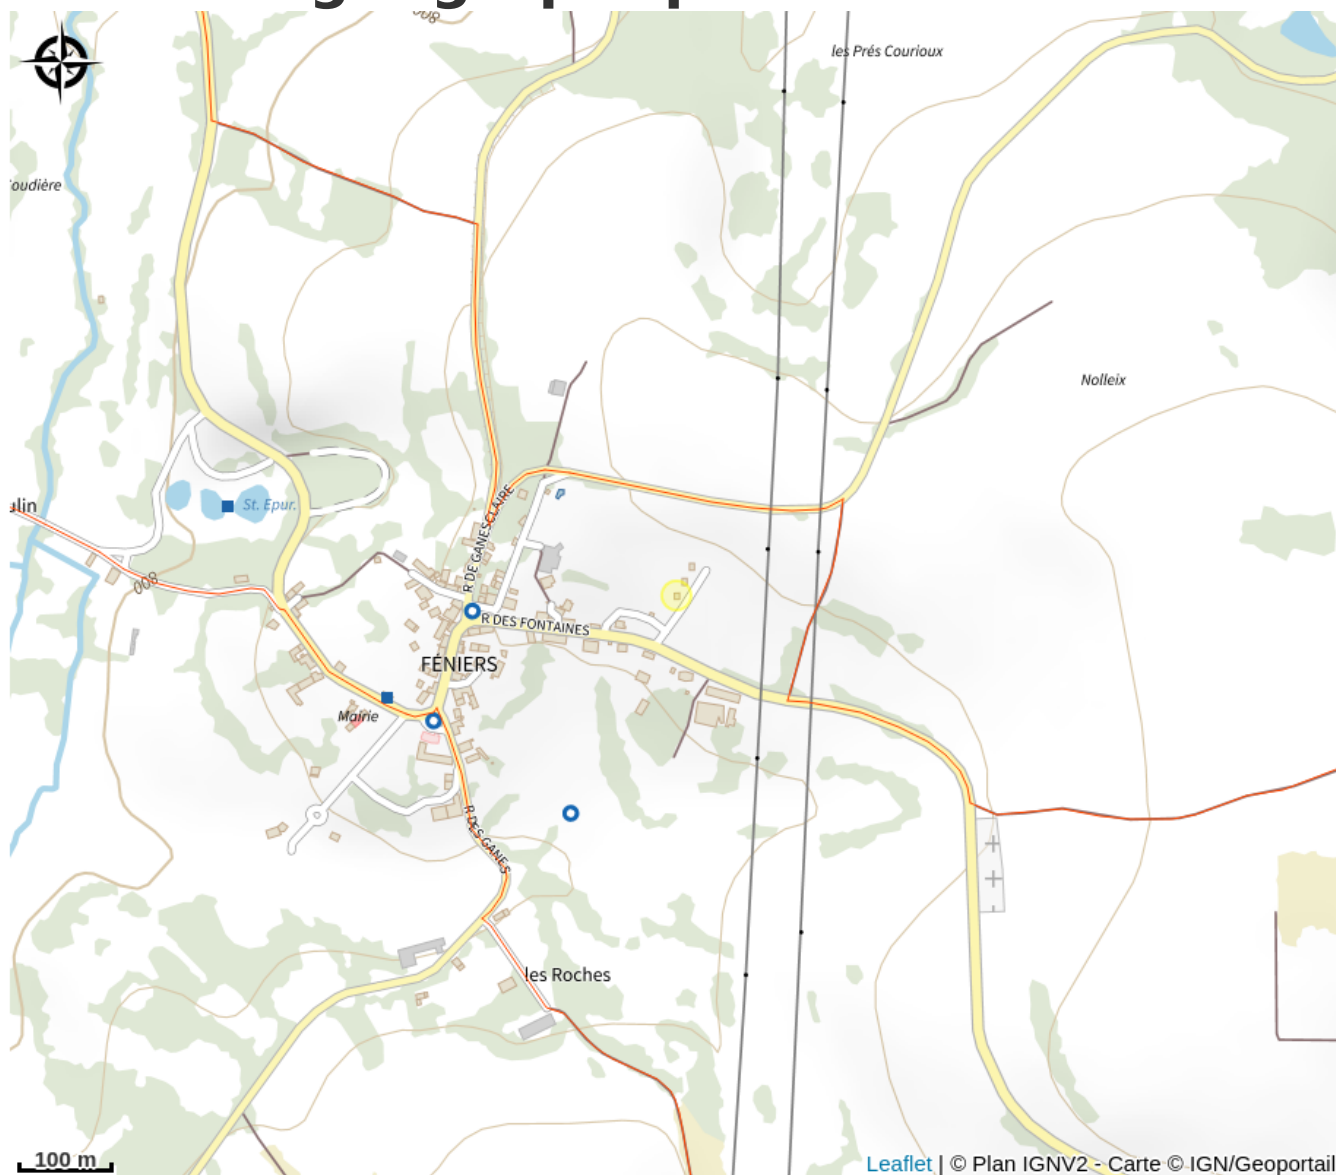 les Prés Courioux
oudière
Nolleix
ulin
St. Epur.
R DE GANESCLAIRE
008
R DES FONTAINES
FÉNIERS
Mairie
R DES GANES
les Roches
100 m
Leaflet | © Plan IGNV2 - Carte © IGN/Geoportail